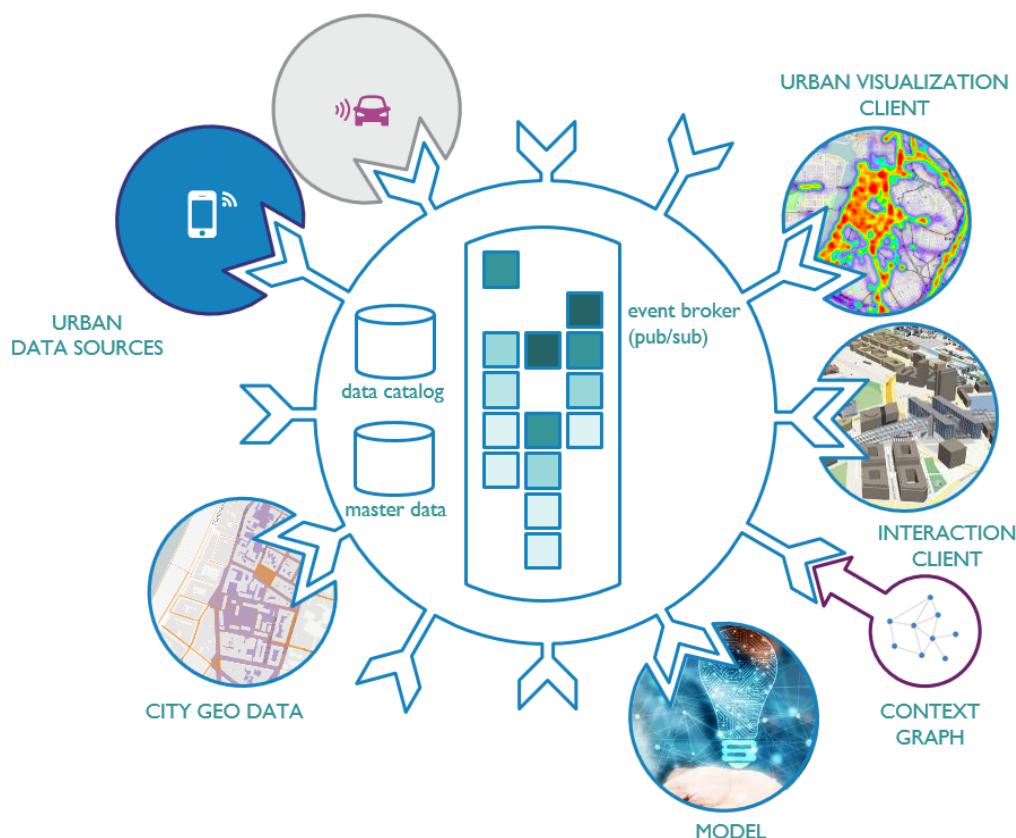 URBAN VISUALIZATION
CLIENT
URBAN
DATA SOURCES
event broker
(pub/sub)
data catalog
master data
INTERACTION
CLIENT
CITY GEO DATA
CONTEXT
GRAPH
MODEL